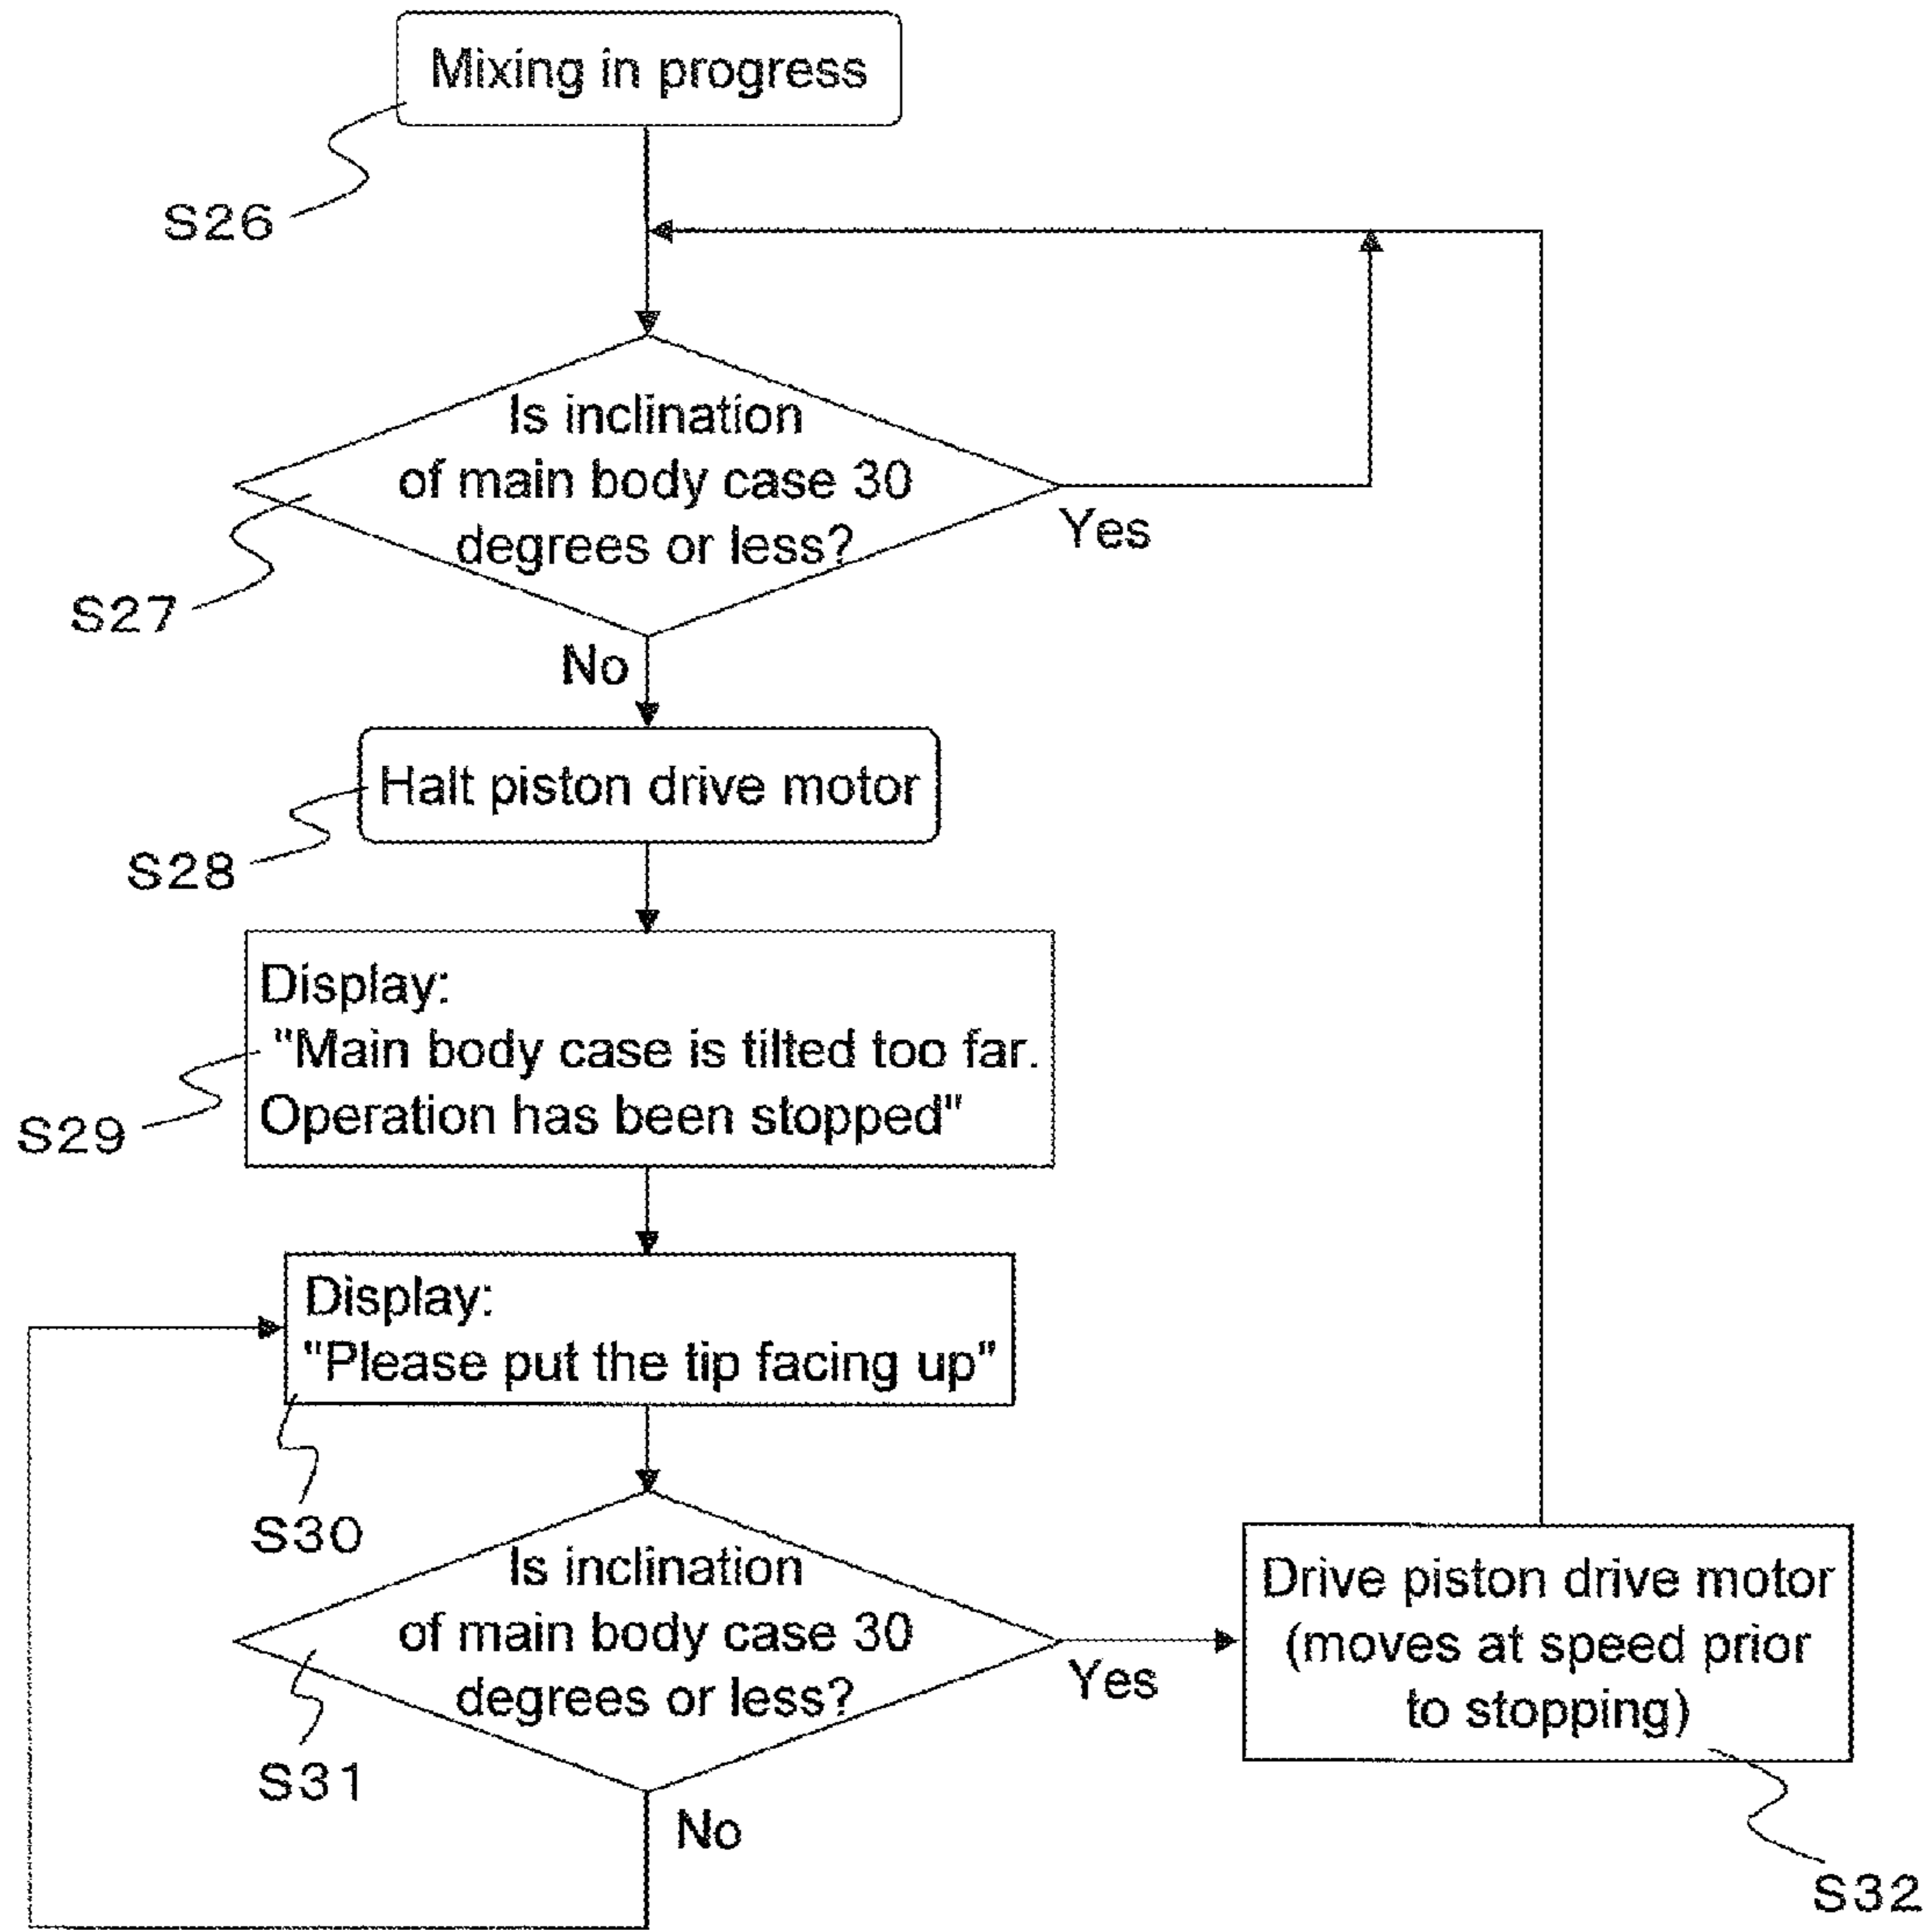 Mixing in progress
S26
Is inclination
of main body case 30
degrees or less?
Yes
S27
No
Halt piston drive motor
S28
Display:
"Main body case is tilted too far.
Operation has been stopped"
S29
Display:
"Please put the tip facing up"
S30
Is inclination
of main body case 30
degrees or less?
Yes
S31
No
Drive piston drive motor
(moves at speed prior
to stopping)
S32